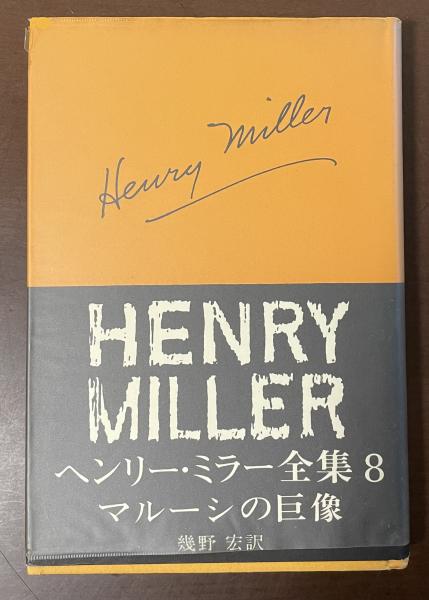 Henry Miller
HENRY
MILLER
ヘンリー・ミラー全集8
マルーシの巨像
幾野 宏訳